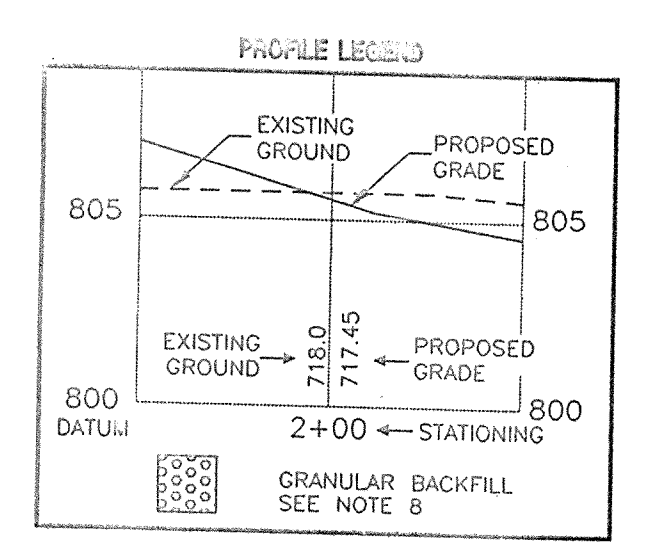 PROFILE LEGEND
EXISTING
GROUND
PROPOSED
GRADE
805
805
EXISTING
GROUND
718.0
717.45
PROPOSED
GRADE
800
800
DATUM
2+00
STATIONING
GRANULAR BACKFILL
SEE NOTE 8